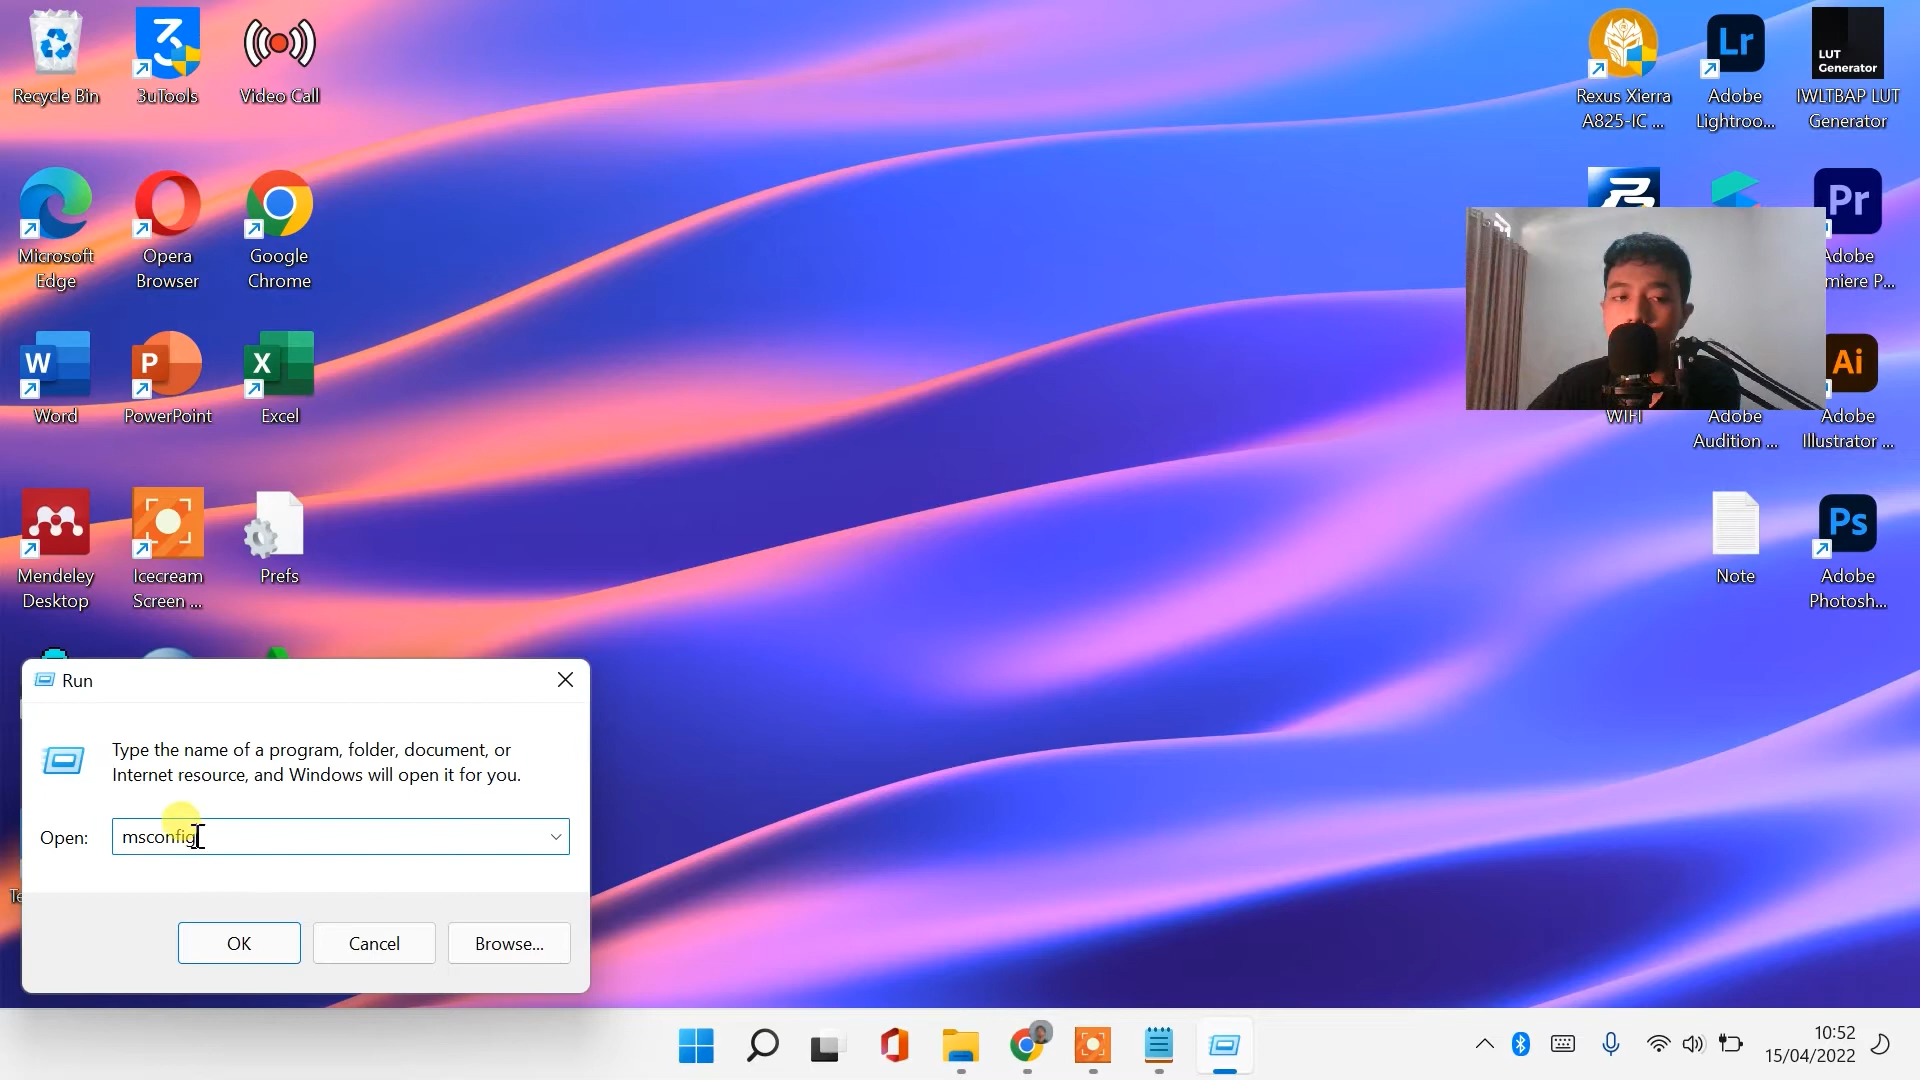 Recycle Bin
3uTools
Video Call
Rexus Xierra
A825-IC ...
Lr
Adobe
Lightroo...
LUT
Generator
IWLTBAP LUT
Generator
Microsoft
Edge
Opera
Browser
Google
Chrome
Pr
Adobe
miere P...
W
Word
P
PowerPoint
X
Excel
WIFI
Adobe
Audition ...
Ai
Adobe
Illustrator ...
Mendeley
Desktop
Icecream
Screen ...
Prefs
Note
Ps
Adobe
Photosh...
Run
Type the name of a program, folder, document, or
Internet resource, and Windows will open it for you.
Open:
msconfig
Te
OK
Cancel
Browse...
10:52
15/04/2022